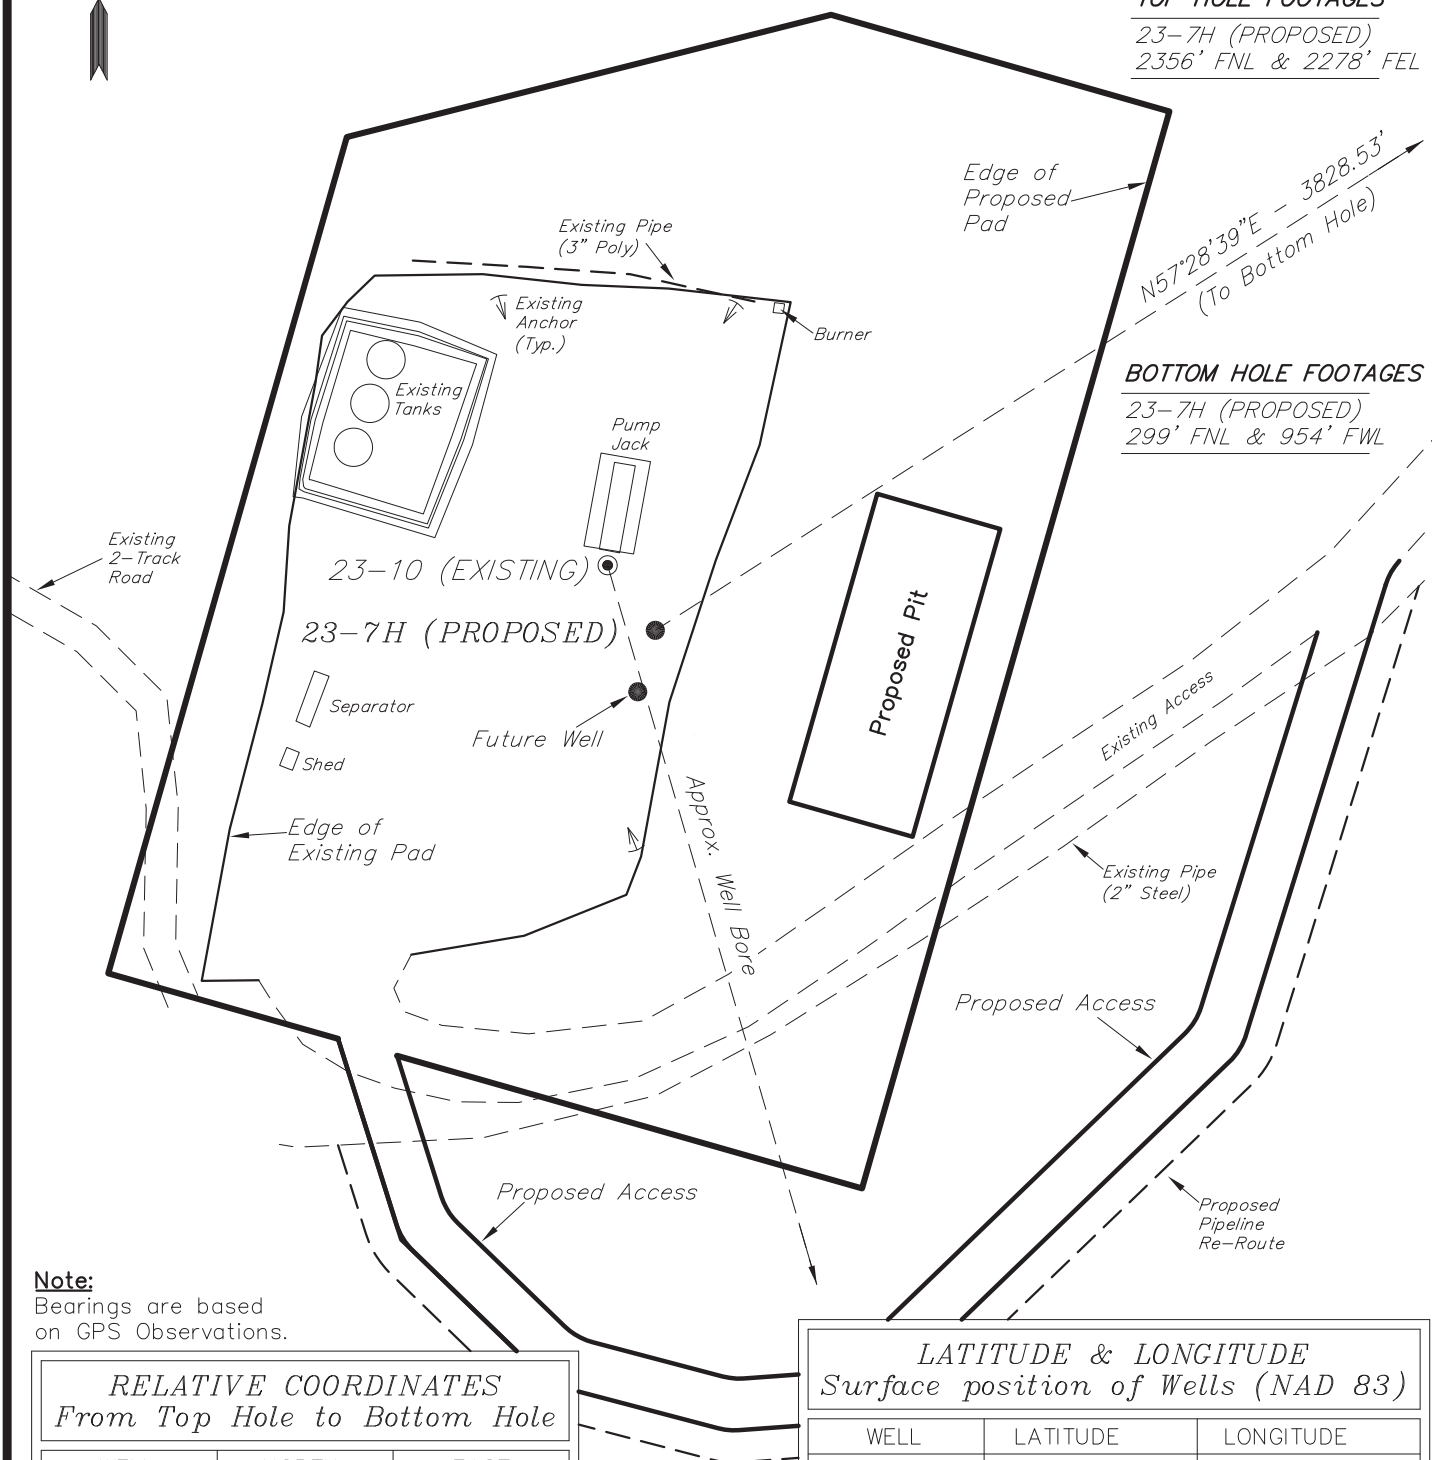 TOP HOLE FOOTAGES
23-7H (PROPOSED)
2356' FNL & 2278' FEL
Edge of
Proposed
Pad
N57°28'39"E - 3828.53'
(To Bottom Hole)
Existing Pipe
(3" Poly)
Existing
Anchor
(Typ.)
Burner
BOTTOM HOLE FOOTAGES
23-7H (PROPOSED)
299' FNL & 954' FWL
Existing
Tanks
Pump
Jack
Existing
2-Track
Road
23-10 (EXISTING)
23-7H (PROPOSED)
Proposed Pit
Separator
Future Well
Shed
Existing Access
Approx. Well Bore
Edge of
Existing Pad
Existing Pipe
(2" Steel)
Proposed Access
Proposed Access
Proposed
Pipeline
Re-Route
Note:
Bearings are based
on GPS Observations.
RELATIVE COORDINATES
From Top Hole to Bottom Hole
LATITUDE & LONGITUDE
Surface position of Wells (NAD 83)
WELL LATITUDE LONGITUDE